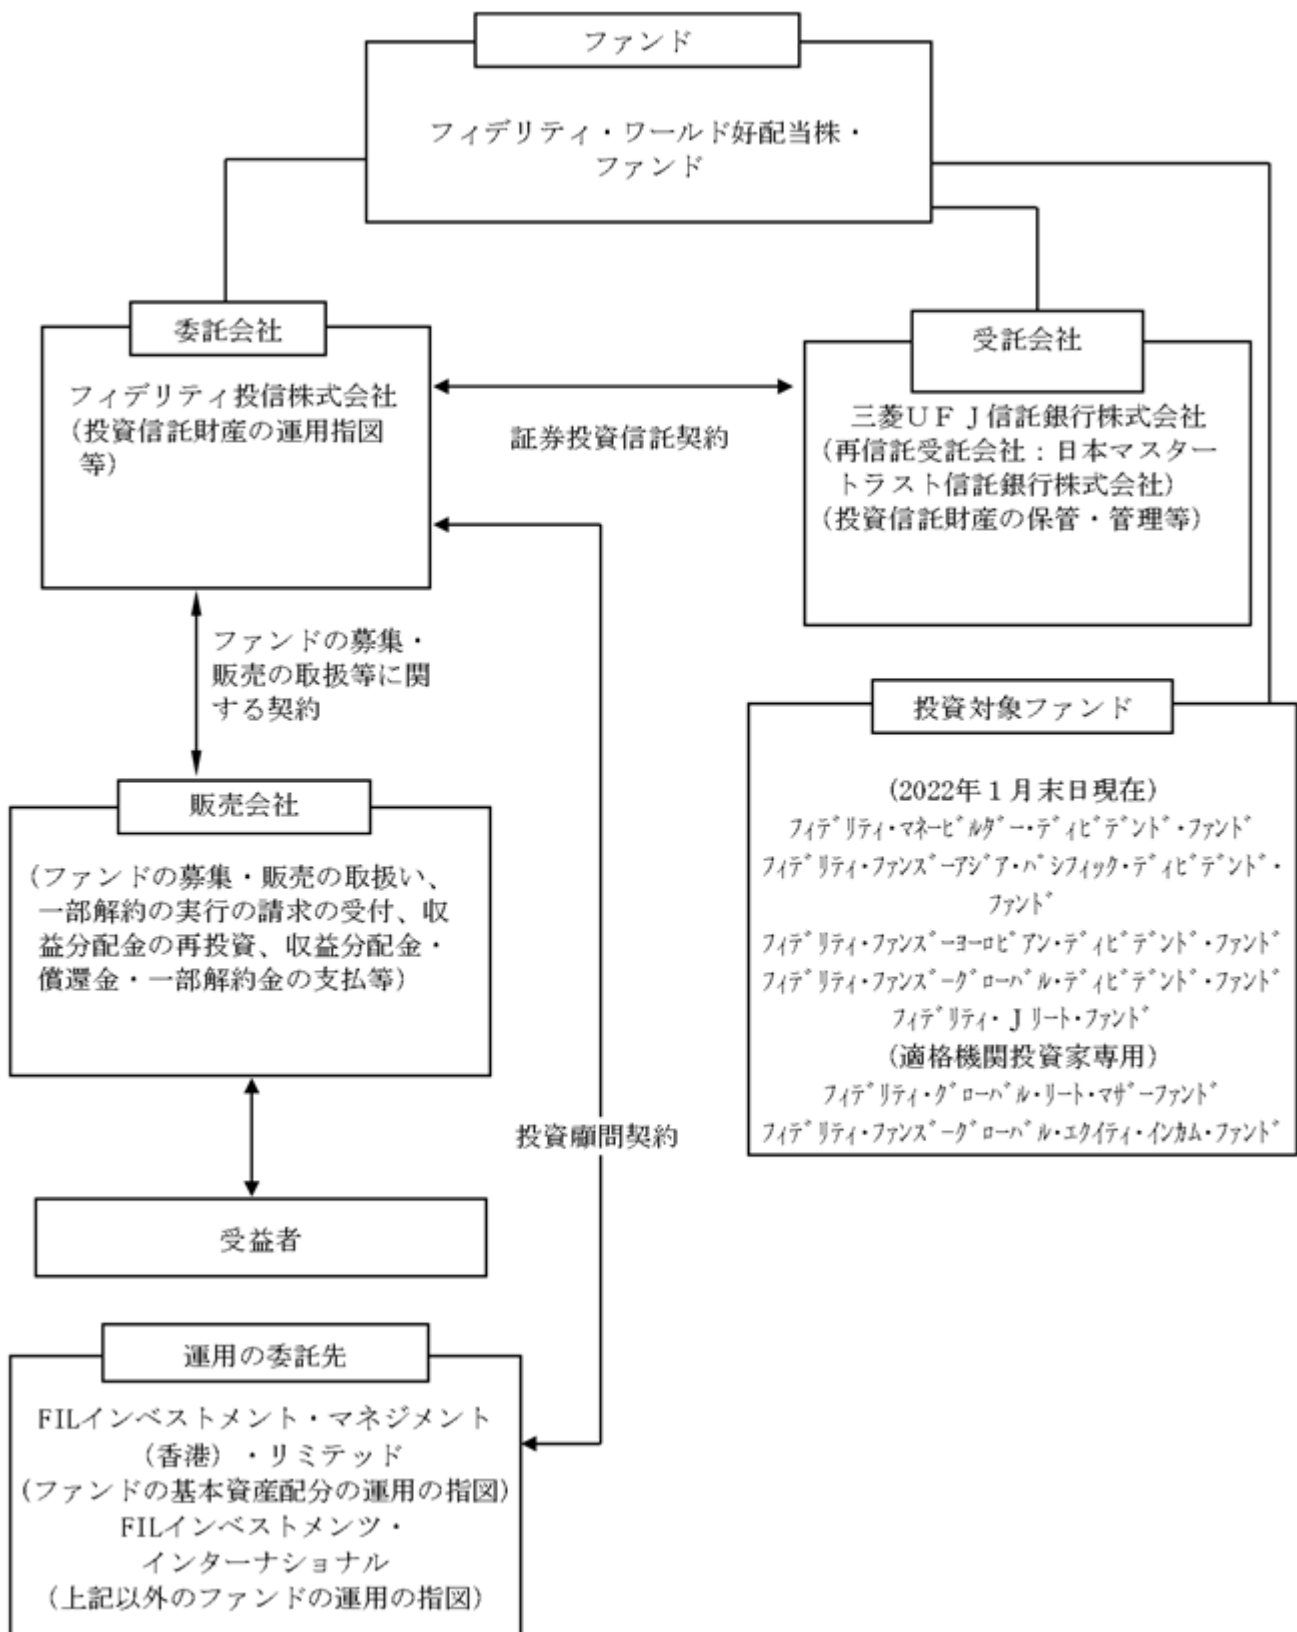 ファンド
フィデリティ・ワールド好配当株・
ファンド
委託会社
フィデリティ投信株式会社
（投資信託財産の運用指図
等）
証券投資信託契約
受託会社
三菱ＵＦＪ信託銀行株式会社
（再信託受託会社：日本マスター
トラスト信託銀行株式会社）
（投資信託財産の保管・管理等）
ファンドの募集・
販売の取扱等に関
する契約
販売会社
（ファンドの募集・販売の取扱い、
一部解約の実行の請求の受付、収
益分配金の再投資、収益分配金・
償還金・一部解約金の支払等）
投資対象ファンド
（2022年１月末日現在）
ﾌｨﾃﾞﾘﾃｨ・ﾏﾈｰﾋﾞﾙﾀﾞｰ・ﾃﾞｨﾋﾞﾃﾞﾝﾄﾞ・ﾌｧﾝﾄﾞ
ﾌｨﾃﾞﾘﾃｨ・ﾌｧﾝｽﾞｰｱｼﾞｱ・ﾊﾟｼﾌｨｯｸ・ﾃﾞｨﾋﾞﾃﾞﾝﾄﾞ・
ﾌｧﾝﾄﾞ
ﾌｨﾃﾞﾘﾃｨ・ﾌｧﾝｽﾞｰﾖｰﾛﾋﾟｱﾝ・ﾃﾞｨﾋﾞﾃﾞﾝﾄﾞ・ﾌｧﾝﾄﾞ
ﾌｨﾃﾞﾘﾃｨ・ﾌｧﾝｽﾞｰｸﾞﾛｰﾊﾞﾙ・ﾃﾞｨﾋﾞﾃﾞﾝﾄﾞ・ﾌｧﾝﾄﾞ
ﾌｨﾃﾞﾘﾃｨ・Ｊﾘｰﾄ・ﾌｧﾝﾄﾞ
（適格機関投資家専用）
ﾌｨﾃﾞﾘﾃｨ・ｸﾞﾛｰﾊﾞﾙ・ﾘｰﾄ・ﾏｻﾞｰﾌｧﾝﾄﾞ
ﾌｨﾃﾞﾘﾃｨ・ﾌｧﾝｽﾞｰｸﾞﾛｰﾊﾞﾙ・ｴｸｲﾃｨ・ｲﾝｶﾑ・ﾌｧﾝﾄﾞ
投資顧問契約
受益者
運用の委託先
FILインベストメント・マネジメント
（香港）・リミテッド
（ファンドの基本資産配分の運用の指図）
FILインベストメンツ・
インターナショナル
（上記以外のファンドの運用の指図）